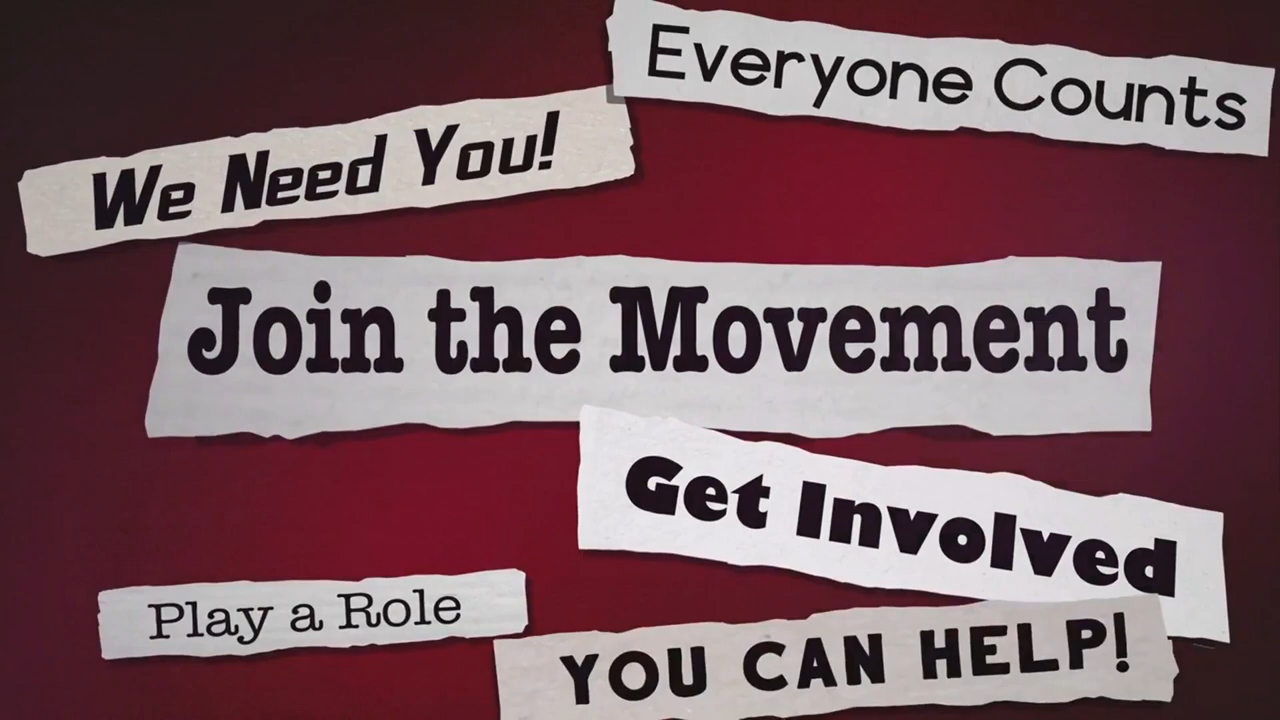 Everyone Counts
We Need You!
Join the Movement
Get Involved
Play a Role
YOU CAN HELP!